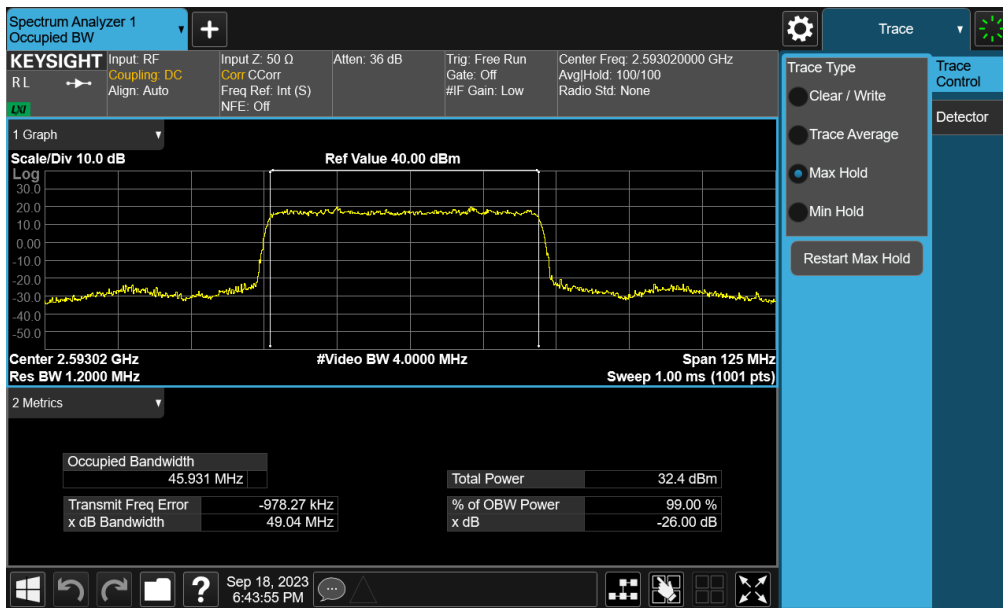 Spectrum Analyzer 1
Occupied BW
Trace
KEYSIGHT
R L
LXI
Input: RF
Coupling: DC
Align: Auto
Input Z: 50 Ω
Corr CCorr
Freq Ref: Int (S)
NFE: Off
Atten: 36 dB
Trig: Free Run
Gate: Off
#IF Gain: Low
Center Freq: 2.593020000 GHz
Avg|Hold: 100/100
Radio Std: None
Trace Type
Clear / Write
Trace Average
Max Hold
Min Hold
Restart Max Hold
Trace Control
Detector
1 Graph
Scale/Div 10.0 dB
Ref Value 40.00 dBm
Log
30.0
20.0
10.0
0.00
-10.0
-20.0
-30.0
-40.0
-50.0
Center 2.59302 GHz
#Video BW 4.0000 MHz
Span 125 MHz
Res BW 1.2000 MHz
Sweep 1.00 ms (1001 pts)
2 Metrics
Occupied Bandwidth
45.931 MHz
Total Power 32.4 dBm
Transmit Freq Error -978.27 kHz
% of OBW Power 99.00 %
x dB Bandwidth 49.04 MHz
x dB -26.00 dB
?
Sep 18, 2023
6:43:55 PM